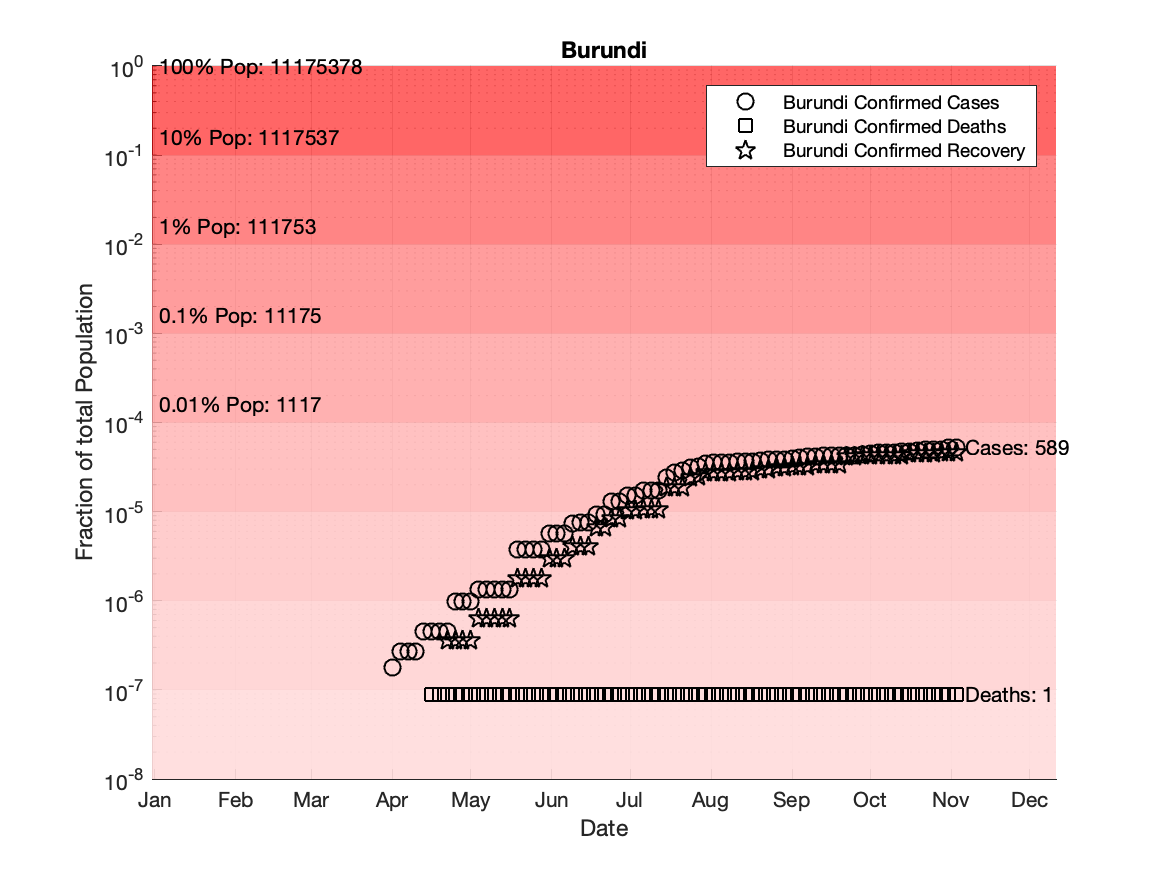 Burundi
10^0
100% Pop: 11175378
Burundi Confirmed Cases
Burundi Confirmed Deaths
Burundi Confirmed Recovery
10% Pop: 1117537
10^-1
1% Pop: 111753
10^-2
0.1% Pop: 11175
10^-3
0.01% Pop: 1117
10^-4
Cases: 589
10^-5
10^-6
10^-7
Deaths: 1
10^-8
Fraction of total Population
Jan Feb Mar Apr May Jun Jul Aug Sep Oct Nov Dec
Date